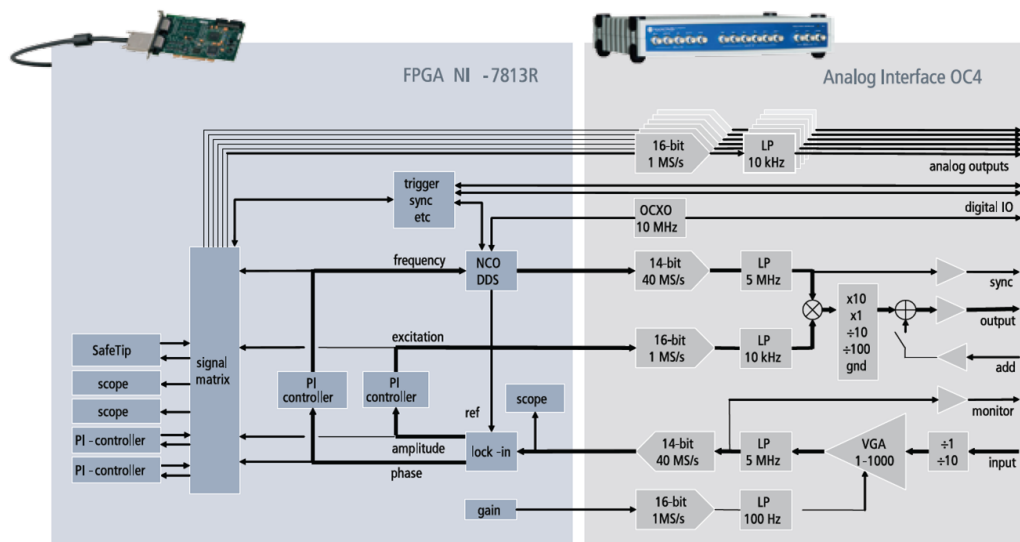 FPGA NI -7813R
Analog Interface OC4
16-bit
1 MS/s
LP
10 kHz
analog outputs
trigger
sync
etc
digital IO
OCXO
10 MHz
frequency
NCO
DDS
14-bit
40 MS/s
LP
5 MHz
sync
x10
x1
÷10
÷100
gnd
output
excitation
16-bit
1 MS/s
LP
10 kHz
add
SafeTip
scope
scope
PI - controller
PI - controller
signal
matrix
PI
controller
PI
controller
ref
scope
monitor
amplitude
phase
lock -in
14-bit
40 MS/s
LP
5 MHz
VGA
1-1000
÷1
÷10
input
gain
16-bit
1MS/s
LP
100 Hz